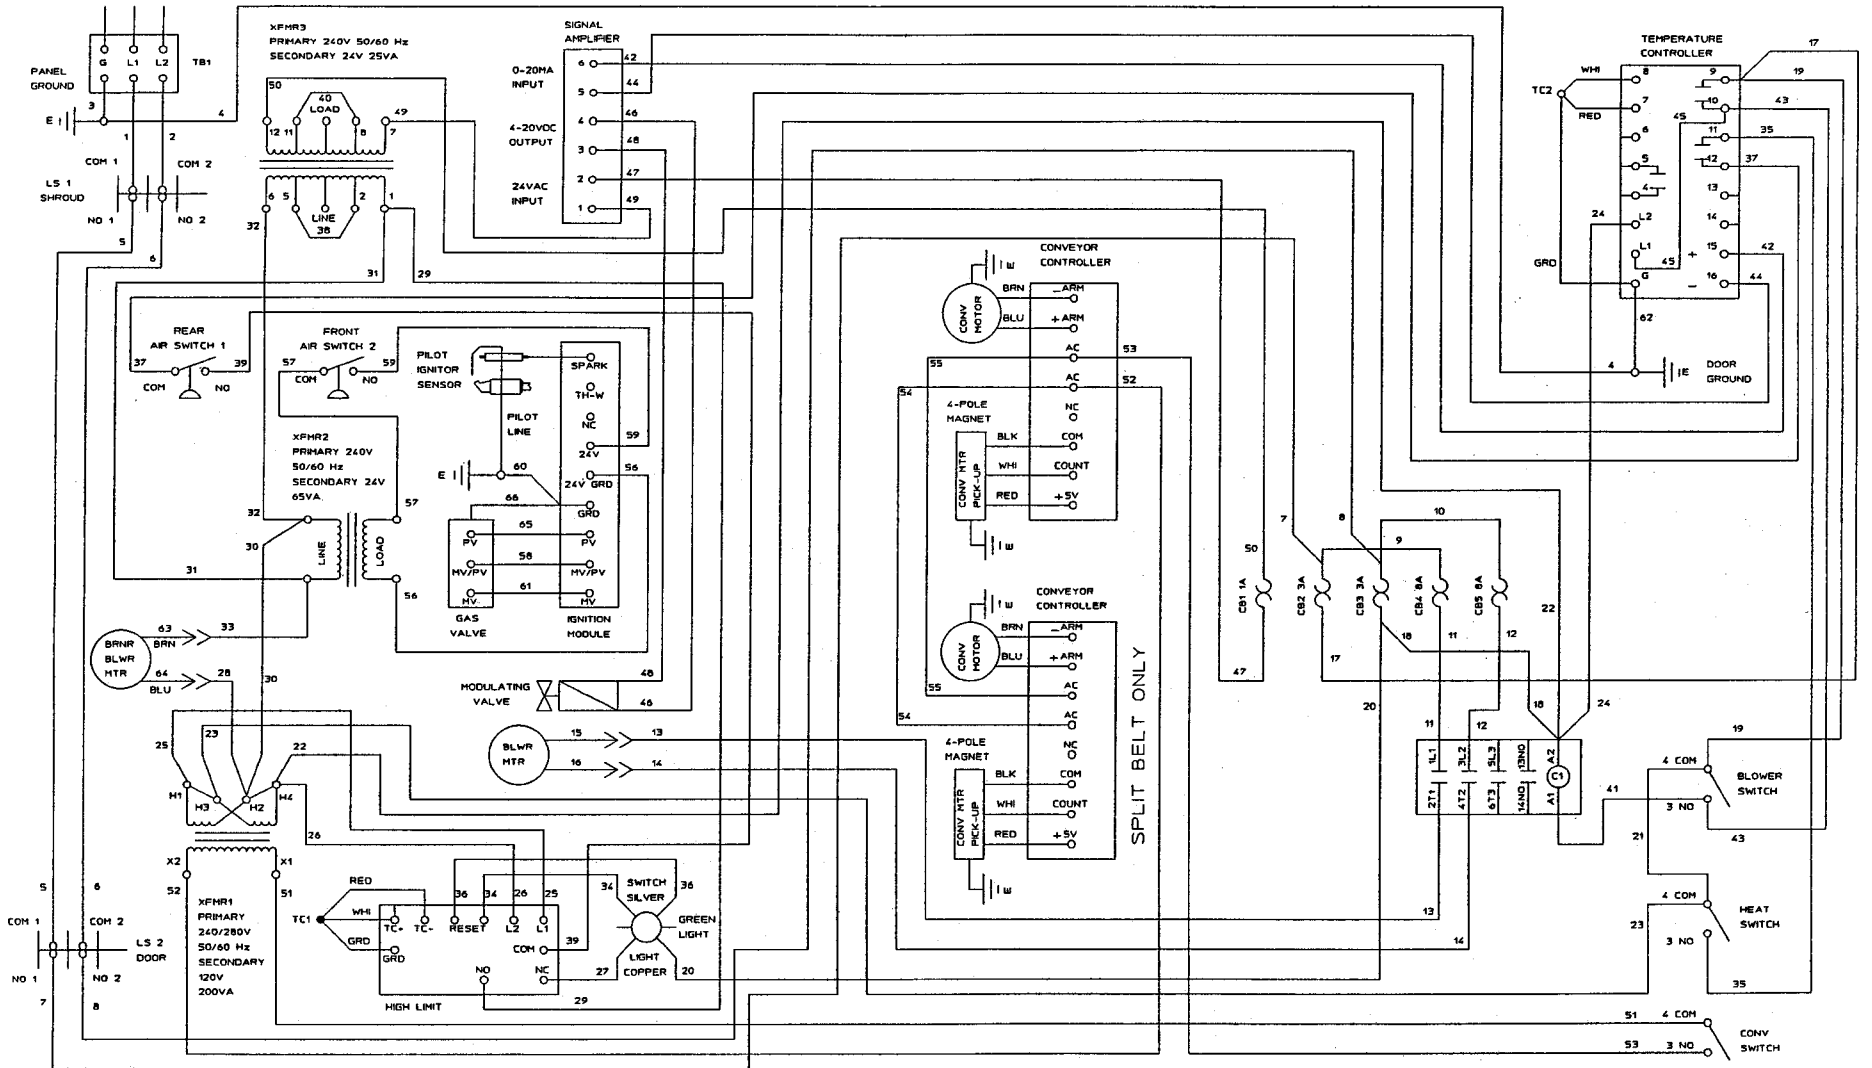 G L1 L2 TB1
PANEL
GROUND
3
E
4
1 2
COM 1 COM 2
LS 1
SHROUD
NO 1 NO 2
5
6
XFMR3
PRIMARY 240V 50/60 Hz
SECONDARY 24V 25VA
50
40
LOAD
49
12 11 8 7
6 5 2 1
LINE
38
32
31 29
SIGNAL
AMPLIFIER
0-20MA
INPUT
4-20VDC
OUTPUT
24VAC
INPUT
6 42
5 44
4 46
3 48
2 47
1 49
TEMPERATURE
CONTROLLER
17
WHI
TC2
RED
8 9 19
7 10 43
45
6 11 35
5 12 37
4 13
24 L2 14
L1 45 + 15 42
GRD
G - 16 44
62
4 E
DOOR
GROUND
REAR
AIR SWITCH 1
37 39
COM NO
FRONT
AIR SWITCH 2
57 59
COM NO
PILOT
IGNITOR
SENSOR
PILOT
LINE
E
60
SPARK
TH-W
NC
24V
59
56
24V GRD
66
GRD
65
PV PV
58
MV/PV MV/PV
61
MV MV
GAS
VALVE
IGNITION
MODULE
XFMR2
PRIMARY 240V
50/60 Hz
SECONDARY 24V
65VA
57
32
30
LINE
LOAD
31
56
CONVEYOR
CONTROLLER
E
CONV
MOTOR
BRN
BLU
- ARM
+ ARM
AC
53
55
AC
52
54
4-POLE
MAGNET
NC
CONV MTR
PICK-UP
BLK COM
WHI COUNT
RED +5V
E
CONVEYOR
CONTROLLER
E
CONV
MOTOR
BRN
BLU
- ARM
+ ARM
AC
55
AC
54
4-POLE
MAGNET
NC
CONV MTR
PICK-UP
BLK COM
WHI COUNT
RED +5V
E
SPLIT BELT ONLY
7 8 10
9
50
CB1 1A
CB2 3A
CB3 3A
CB4 8A
CB5 8A
22
18 11 12
17
47
20
11 12
18 24
1L1 3L2 5L3 13NO A2
C1
2T1 4T2 6T3 14NO A1
41
19
4 COM
BLOWER
SWITCH
3 NO
43
21
4 COM
HEAT
SWITCH
23
3 NO
35
51 4 COM
CONV
SWITCH
53 3 NO
BRNR
BLWR
MTR
63 33
BRN
64 28
BLU
30
25 23 22
H1 H3 H2 H4
26
X2 X1
52 51
XFMR1
PRIMARY
240/280V
50/60 Hz
SECONDARY
120V
200VA
MODULATING
VALVE
48
46
BLWR
MTR
15 13
16 14
5 6
COM 1 COM 2
LS 2
DOOR
NO 1 NO 2
7 8
RED
TC1 WHI
GRD
36 34 26 25
TC+ TC- RESET L2 L1
GRD
COM 39
NO NC
27
29
HIGH LIMIT
34 SWITCH 36
SILVER
GREEN
LIGHT
LIGHT
COPPER
20
13
14